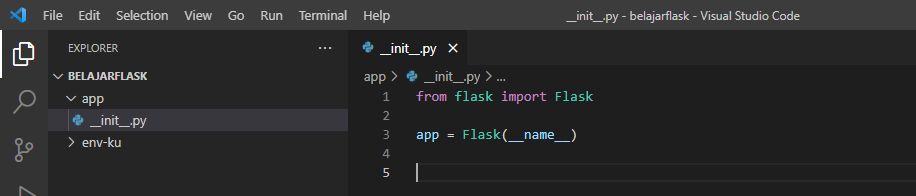 File Edit Selection View Go Run Terminal Help __init__.py - belajarflask - Visual Studio Code
EXPLORER ...
__init__.py
BELAJARFLASK
app > __init__.py > ...
app
__init__.py
env-ku
1 from flask import Flask
2
3 app = Flask(__name__)
4
5